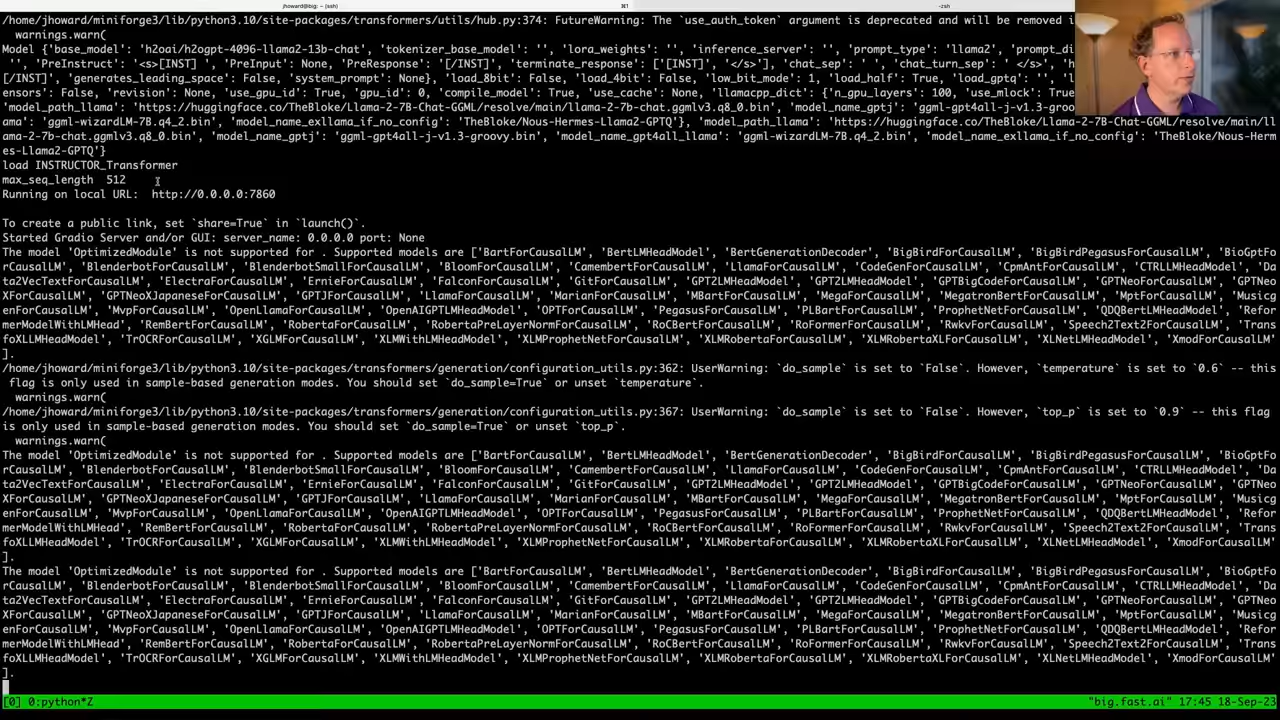 jhoward@big: ~ (ssh)
⌘1
-zsh
/home/jhoward/miniforge3/lib/python3.10/site-packages/transformers/utils/hub.py:374: FutureWarning: The `use_auth_token` argument is deprecated and will be removed i
  warnings.warn(
Model {'base_model': 'h2oai/h2ogpt-4096-llama2-13b-chat', 'tokenizer_base_model': '', 'lora_weights': '', 'inference_server': '', 'prompt_type': 'llama2', 'prompt_di
 '', 'PreInstruct': '<s>[INST] ', 'PreInput': None, 'PreResponse': '[/INST]', 'terminate_response': ['[INST]', '</s>'], 'chat_sep': ' ', 'chat_turn_sep': ' </s>', 'h
[/INST]', 'generates_leading_space': False, 'system_prompt': None}, 'load_8bit': False, 'load_4bit': False, 'low_bit_mode': 1, 'load_half': True, 'load_gptq': '', 'l
ensors': False, 'revision': None, 'use_gpu_id': True, 'gpu_id': 0, 'compile_model': True, 'use_cache': None, 'llamacpp_dict': {'n_gpu_layers': 100, 'use_mlock': True
'model_path_llama': 'https://huggingface.co/TheBloke/Llama-2-7B-Chat-GGML/resolve/main/llama-2-7b-chat.ggmlv3.q8_0.bin', 'model_name_gptj': 'ggml-gpt4all-j-v1.3-groo
ama': 'ggml-wizardLM-7B.q4_2.bin', 'model_name_exllama_if_no_config': 'TheBloke/Nous-Hermes-Llama2-GPTQ'}, 'model_path_llama': 'https://huggingface.co/TheBloke/Llama-2-7B-Chat-GGML/resolve/main/ll
ama-2-7b-chat.ggmlv3.q8_0.bin', 'model_name_gptj': 'ggml-gpt4all-j-v1.3-groovy.bin', 'model_name_gpt4all_llama': 'ggml-wizardLM-7B.q4_2.bin', 'model_name_exllama_if_no_config': 'TheBloke/Nous-Herm
es-Llama2-GPTQ'}
load INSTRUCTOR_Transformer
max_seq_length  512
Running on local URL:  http://0.0.0.0:7860
To create a public link, set `share=True` in `launch()`.
Started Gradio Server and/or GUI: server_name: 0.0.0.0 port: None
The model 'OptimizedModule' is not supported for . Supported models are ['BartForCausalLM', 'BertLMHeadModel', 'BertGenerationDecoder', 'BigBirdForCausalLM', 'BigBirdPegasusForCausalLM', 'BioGptFo
rCausalLM', 'BlenderbotForCausalLM', 'BlenderbotSmallForCausalLM', 'BloomForCausalLM', 'CamembertForCausalLM', 'LlamaForCausalLM', 'CodeGenForCausalLM', 'CpmAntForCausalLM', 'CTRLLMHeadModel', 'Da
ta2VecTextForCausalLM', 'ElectraForCausalLM', 'ErnieForCausalLM', 'FalconForCausalLM', 'GitForCausalLM', 'GPT2LMHeadModel', 'GPT2LMHeadModel', 'GPTBigCodeForCausalLM', 'GPTNeoForCausalLM', 'GPTNeo
XForCausalLM', 'GPTNeoXJapaneseForCausalLM', 'GPTJForCausalLM', 'LlamaForCausalLM', 'MarianForCausalLM', 'MBartForCausalLM', 'MegaForCausalLM', 'MegatronBertForCausalLM', 'MptForCausalLM', 'Musicg
enForCausalLM', 'MvpForCausalLM', 'OpenLlamaForCausalLM', 'OpenAIGPTLMHeadModel', 'OPTForCausalLM', 'PegasusForCausalLM', 'PLBartForCausalLM', 'ProphetNetForCausalLM', 'QDQBertLMHeadModel', 'Refor
merModelWithLMHead', 'RemBertForCausalLM', 'RobertaForCausalLM', 'RobertaPreLayerNormForCausalLM', 'RoCBertForCausalLM', 'RoFormerForCausalLM', 'RwkvForCausalLM', 'Speech2Text2ForCausalLM', 'Trans
foXLLMHeadModel', 'TrOCRForCausalLM', 'XGLMForCausalLM', 'XLMWithLMHeadModel', 'XLMProphetNetForCausalLM', 'XLMRobertaForCausalLM', 'XLMRobertaXLForCausalLM', 'XLNetLMHeadModel', 'XmodForCausalLM'
].
/home/jhoward/miniforge3/lib/python3.10/site-packages/transformers/generation/configuration_utils.py:362: UserWarning: `do_sample` is set to `False`. However, `temperature` is set to `0.6` -- this
 flag is only used in sample-based generation modes. You should set `do_sample=True` or unset `temperature`.
  warnings.warn(
/home/jhoward/miniforge3/lib/python3.10/site-packages/transformers/generation/configuration_utils.py:367: UserWarning: `do_sample` is set to `False`. However, `top_p` is set to `0.9` -- this flag
is only used in sample-based generation modes. You should set `do_sample=True` or unset `top_p`.
  warnings.warn(
The model 'OptimizedModule' is not supported for . Supported models are ['BartForCausalLM', 'BertLMHeadModel', 'BertGenerationDecoder', 'BigBirdForCausalLM', 'BigBirdPegasusForCausalLM', 'BioGptFo
rCausalLM', 'BlenderbotForCausalLM', 'BlenderbotSmallForCausalLM', 'BloomForCausalLM', 'CamembertForCausalLM', 'LlamaForCausalLM', 'CodeGenForCausalLM', 'CpmAntForCausalLM', 'CTRLLMHeadModel', 'Da
ta2VecTextForCausalLM', 'ElectraForCausalLM', 'ErnieForCausalLM', 'FalconForCausalLM', 'GitForCausalLM', 'GPT2LMHeadModel', 'GPT2LMHeadModel', 'GPTBigCodeForCausalLM', 'GPTNeoForCausalLM', 'GPTNeo
XForCausalLM', 'GPTNeoXJapaneseForCausalLM', 'GPTJForCausalLM', 'LlamaForCausalLM', 'MarianForCausalLM', 'MBartForCausalLM', 'MegaForCausalLM', 'MegatronBertForCausalLM', 'MptForCausalLM', 'Musicg
enForCausalLM', 'MvpForCausalLM', 'OpenLlamaForCausalLM', 'OpenAIGPTLMHeadModel', 'OPTForCausalLM', 'PegasusForCausalLM', 'PLBartForCausalLM', 'ProphetNetForCausalLM', 'QDQBertLMHeadModel', 'Refor
merModelWithLMHead', 'RemBertForCausalLM', 'RobertaForCausalLM', 'RobertaPreLayerNormForCausalLM', 'RoCBertForCausalLM', 'RoFormerForCausalLM', 'RwkvForCausalLM', 'Speech2Text2ForCausalLM', 'Trans
foXLLMHeadModel', 'TrOCRForCausalLM', 'XGLMForCausalLM', 'XLMWithLMHeadModel', 'XLMProphetNetForCausalLM', 'XLMRobertaForCausalLM', 'XLMRobertaXLForCausalLM', 'XLNetLMHeadModel', 'XmodForCausalLM'
].
The model 'OptimizedModule' is not supported for . Supported models are ['BartForCausalLM', 'BertLMHeadModel', 'BertGenerationDecoder', 'BigBirdForCausalLM', 'BigBirdPegasusForCausalLM', 'BioGptFo
rCausalLM', 'BlenderbotForCausalLM', 'BlenderbotSmallForCausalLM', 'BloomForCausalLM', 'CamembertForCausalLM', 'LlamaForCausalLM', 'CodeGenForCausalLM', 'CpmAntForCausalLM', 'CTRLLMHeadModel', 'Da
ta2VecTextForCausalLM', 'ElectraForCausalLM', 'ErnieForCausalLM', 'FalconForCausalLM', 'GitForCausalLM', 'GPT2LMHeadModel', 'GPT2LMHeadModel', 'GPTBigCodeForCausalLM', 'GPTNeoForCausalLM', 'GPTNeo
XForCausalLM', 'GPTNeoXJapaneseForCausalLM', 'GPTJForCausalLM', 'LlamaForCausalLM', 'MarianForCausalLM', 'MBartForCausalLM', 'MegaForCausalLM', 'MegatronBertForCausalLM', 'MptForCausalLM', 'Musicg
enForCausalLM', 'MvpForCausalLM', 'OpenLlamaForCausalLM', 'OpenAIGPTLMHeadModel', 'OPTForCausalLM', 'PegasusForCausalLM', 'PLBartForCausalLM', 'ProphetNetForCausalLM', 'QDQBertLMHeadModel', 'Refor
merModelWithLMHead', 'RemBertForCausalLM', 'RobertaForCausalLM', 'RobertaPreLayerNormForCausalLM', 'RoCBertForCausalLM', 'RoFormerForCausalLM', 'RwkvForCausalLM', 'Speech2Text2ForCausalLM', 'Trans
foXLLMHeadModel', 'TrOCRForCausalLM', 'XGLMForCausalLM', 'XLMWithLMHeadModel', 'XLMProphetNetForCausalLM', 'XLMRobertaForCausalLM', 'XLMRobertaXLForCausalLM', 'XLNetLMHeadModel', 'XmodForCausalLM'
].
[0] 0:python*Z
"big.fast.ai" 17:45 18-Sep-23